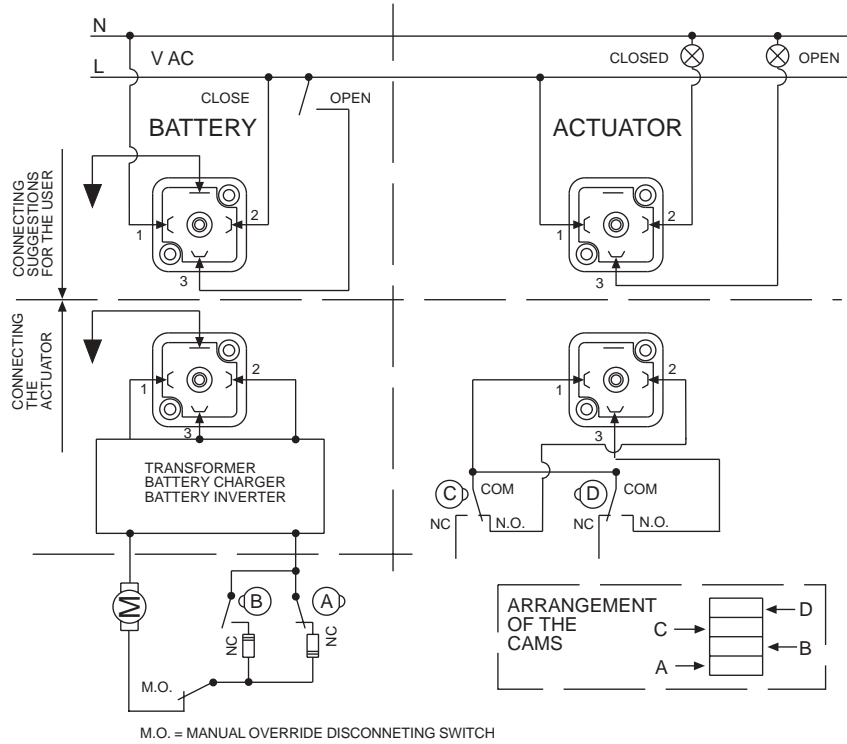 N
V AC
L
CLOSED
OPEN
CLOSE
OPEN
BATTERY
ACTUATOR
CONNECTING
SUGGESTIONS
FOR THE USER
1
2
3
1
2
3
CONNECTING
THE
ACTUATOR
1
2
3
1
2
3
TRANSFORMER
BATTERY CHARGER
BATTERY INVERTER
C
COM
D
COM
NC
N.O.
NC
N.O.
M
B
A
NC
NC
M.O.
ARRANGEMENT
OF THE
CAMS
D
C
B
A
M.O. = MANUAL OVERRIDE DISCONNETING SWITCH